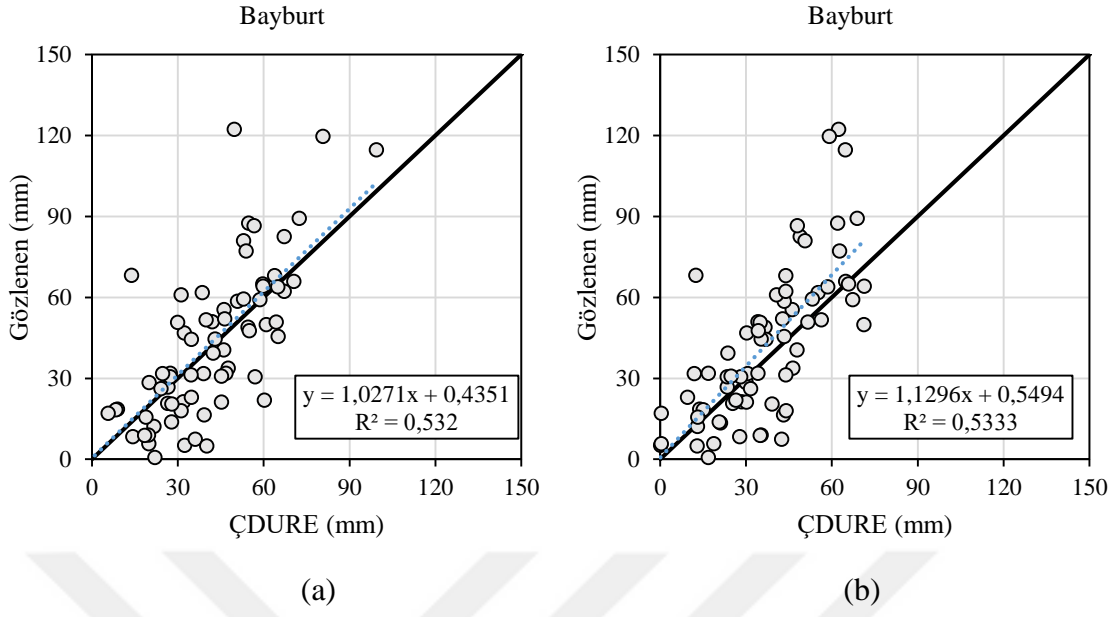 Bayburt
150
120
90
60
30
0
Gözlenen (mm)
y = 1,0271x + 0,4351
R² = 0,532
0 30 60 90 120 150
ÇDURE (mm)
(a)
Bayburt
150
120
90
60
30
0
Gözlenen (mm)
y = 1,1296x + 0,5494
R² = 0,5333
0 30 60 90 120 150
ÇDURE (mm)
(b)